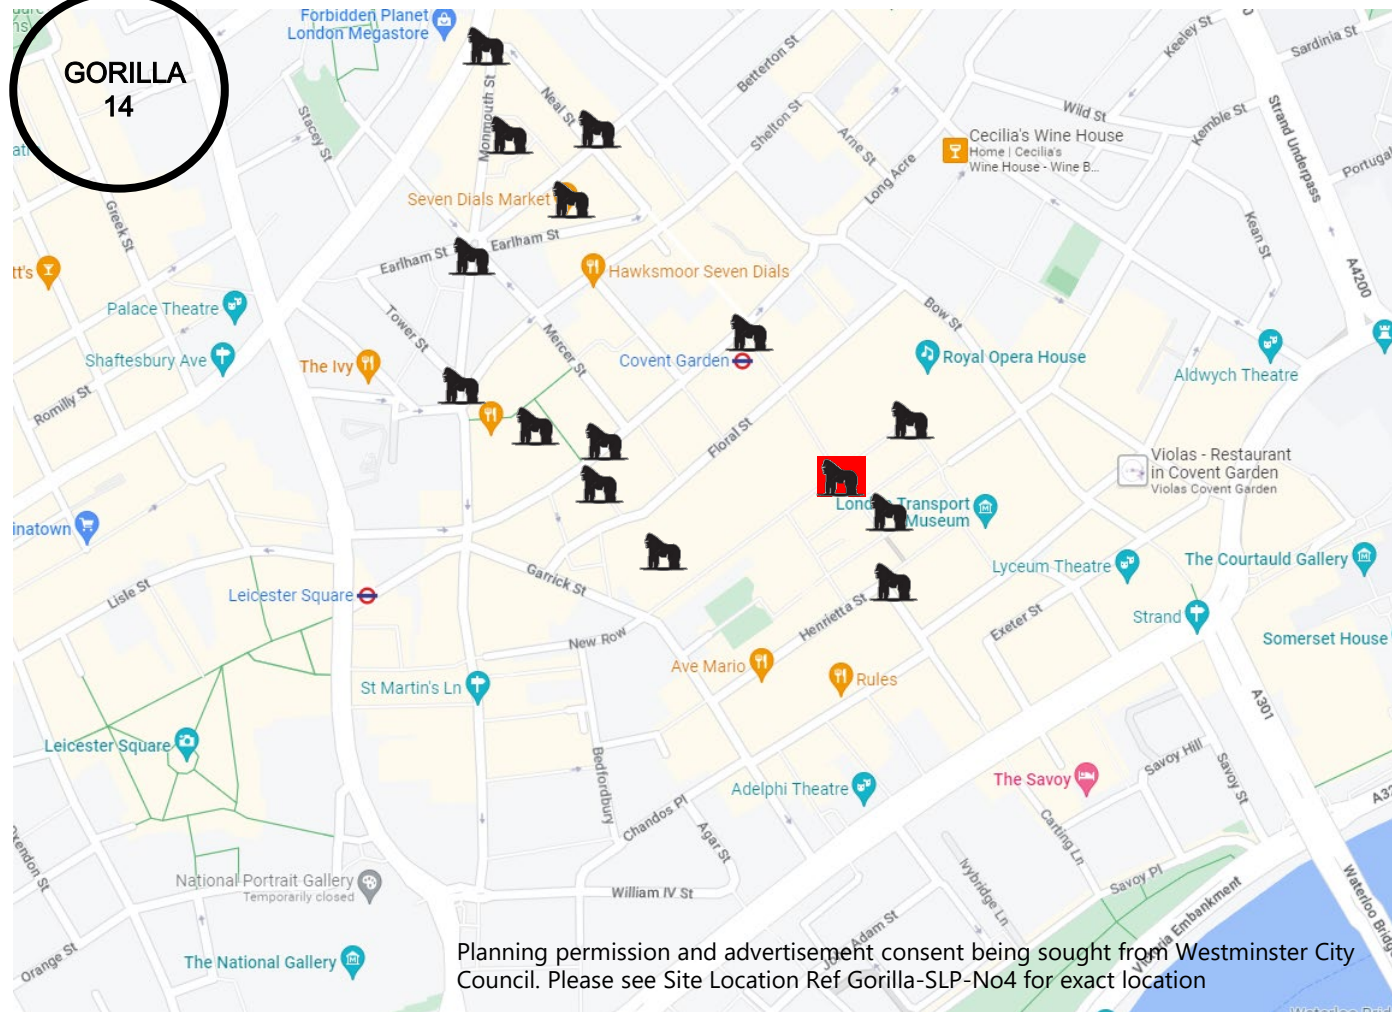 GORILLA
14
Forbidden Planet
London Megastore
Neal St
Monmouth St
Stacey St
Betterton St
Shelton St
Arne St
Long Acre
Keeley St
Sardinia St
Wild St
Kemble St
Strand Underpass
Portugal
Cecilia's Wine House
Home | Cecilia's
Wine House - Wine B...
Greek St
Seven Dials Market
Earlham St
Earlham St
Hawksmoor Seven Dials
Kean St
A4200
tt's
Palace Theatre
Shaftesbury Ave
Tower St
The Ivy
Mercer St
Covent Garden
Bow St
Royal Opera House
Aldwych Theatre
Romilly St
Floral St
Violas - Restaurant
in Covent Garden
Violas Covent Garden
London Transport
Museum
inatown
Lisle St
Leicester Square
Garrick St
New Row
Henrietta St
Lyceum Theatre
The Courtauld Gallery
Exeter St
Strand
Somerset House
Ave Mario
Rules
St Martin's Ln
A301
Leicester Square
Bedfordbury
Chandos Pl
Agar St
Adelphi Theatre
The Savoy
Savoy Hill
Savoy St
Carting Ln
Ivybridge Ln
Savoy Pl
Oxendon St
National Portrait Gallery
Temporarily closed
William IV St
John Adam St
Victoria Embankment
Waterloo Bridge
Orange St
The National Gallery
Planning permission and advertisement consent being sought from Westminster City
Council. Please see Site Location Ref Gorilla-SLP-No4 for exact location